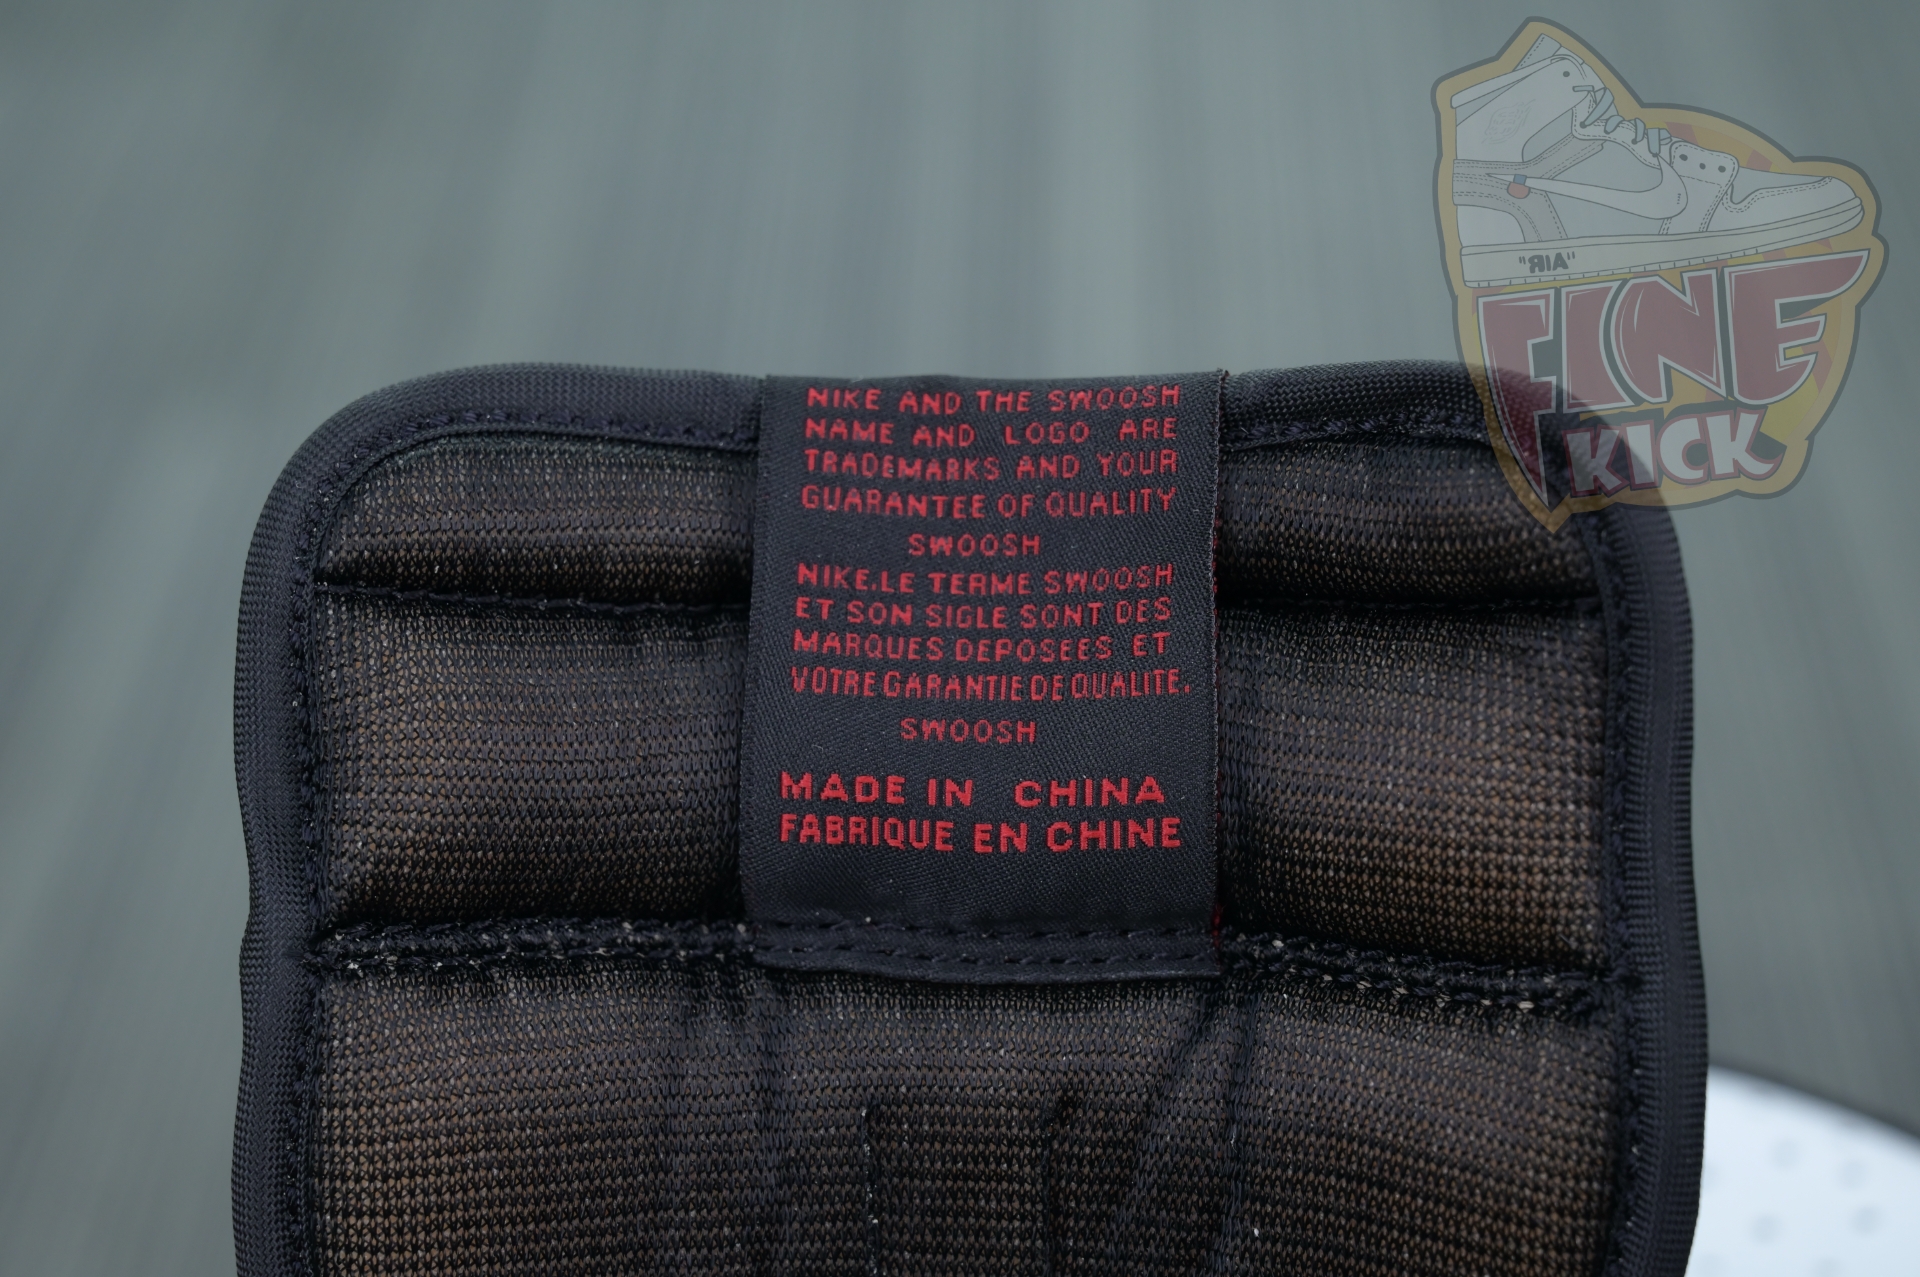 "AIR"
FINE
KICK
NIKE AND THE SWOOSH
NAME AND LOGO ARE
TRADEMARKS AND YOUR
GUARANTEE OF QUALITY
SWOOSH
NIKE.LE TERME SWOOSH
ET SON SIGLE SONT DES
MARQUES DEPOSEES ET
VOTRE GARANTIE DE QUALITE.
SWOOSH
MADE IN CHINA
FABRIQUE EN CHINE